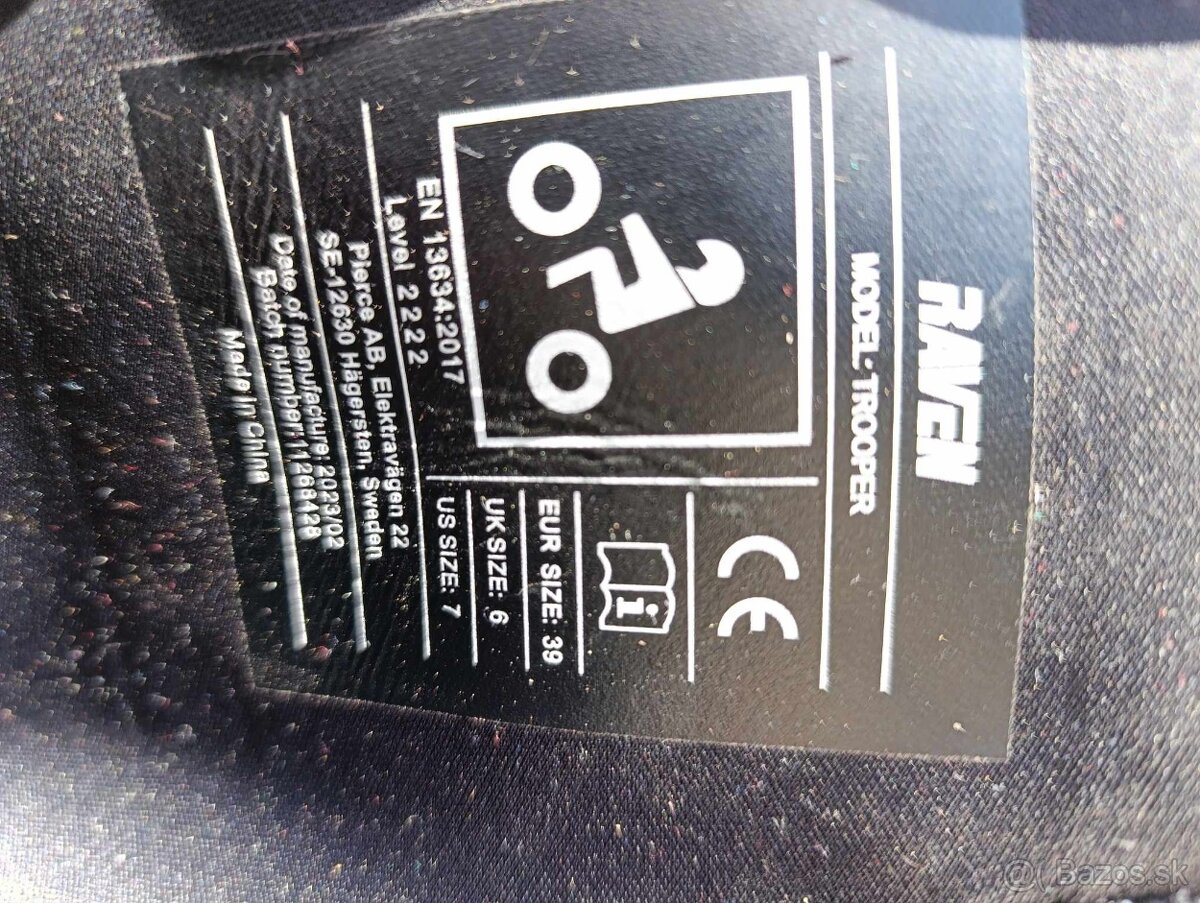 RAVEN
MODEL - TROOPER
CE
i
EUR SIZE: 39
UK SIZE: 6
US SIZE: 7
EN 13634:2017
Level 2 2 2 2
Pierce AB, Elektravägen 22
SE-12630 Hägersten, Sweden
Date of manufacture: 2023/02
Batch number: 11268428
Made in China
@( Bazos.sk